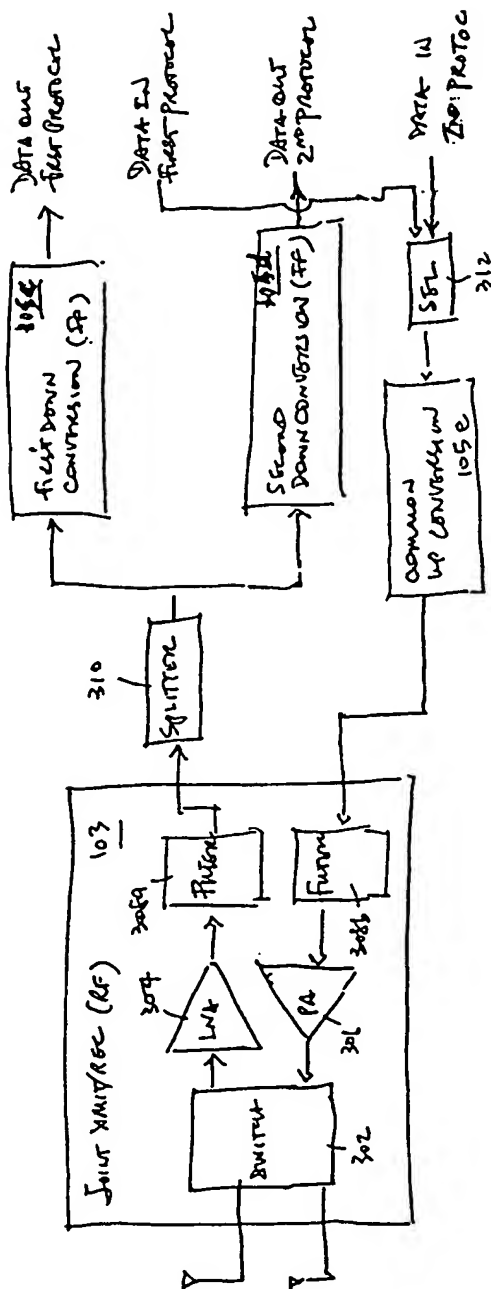 JOINT XMIT/REC (RF)
103
SWITCH
302
LNA
304
FILTER
308a
PA
306
FILTER
308b
SPLITTER
310
FIRST DOWN
CONVERSION (IF)
DATA OUT
FIRST PROTOCOL
SECOND
DOWN CONVERSION (IF)
DATA IN
FIRST PROTOCOL
DATA OUT
2ND PROTOCOL
COMMON
UP CONVERSION
105c
SEL
312
DATA IN
2ND PROTOC